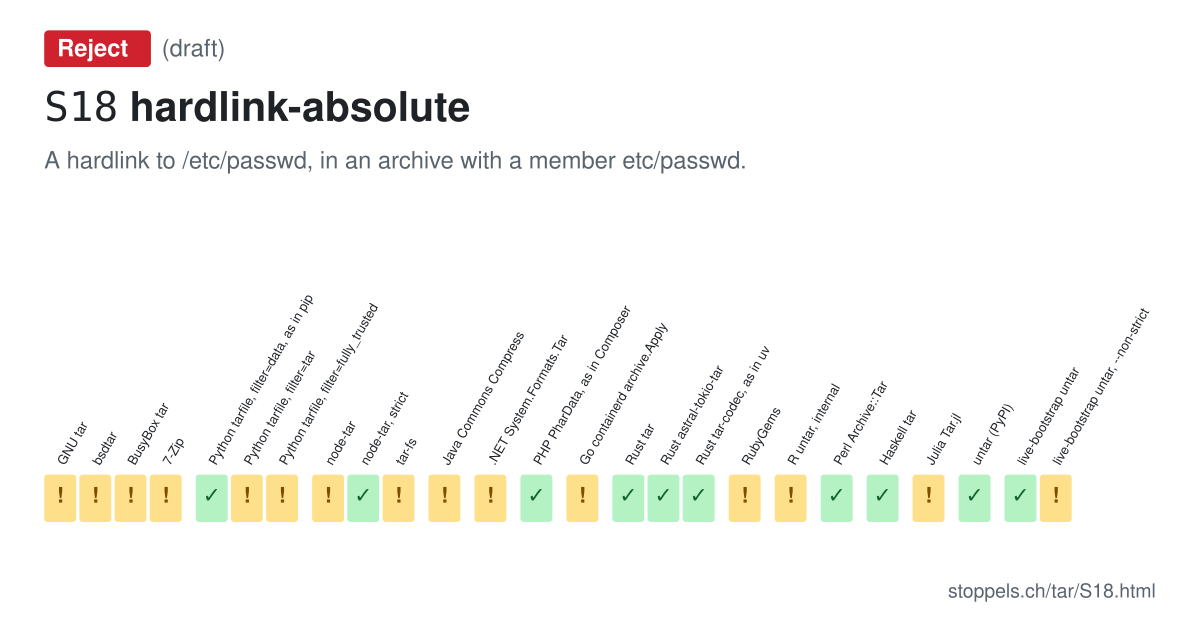 Reject (draft)
S18 hardlink-absolute
A hardlink to /etc/passwd, in an archive with a member etc/passwd.
GNU tar
bsdtar
BusyBox tar
7-Zip
Python tarfile, filter=data, as in pip
Python tarfile, filter=tar
Python tarfile, filter=fully_trusted
node-tar
node-tar, strict
tar-fs
Java Commons Compress
.NET System.Formats.Tar
PHP PharData, as in Composer
Go containerd archive.Apply
Rust tar
Rust astral-tokio-tar
Rust tar-codec, as in uv
RubyGems
R untar, internal
Perl Archive::Tar
Haskell tar
Julia Tar.jl
untar (PyPI)
live-bootstrap untar
live-bootstrap untar, --non-strict
! ! ! ! ✓ ! ! ! ✓ ! ! ! ✓ ! ✓ ✓ ✓ ! ! ✓ ✓ ! ✓ ✓ !
stoppels.ch/tar/S18.html